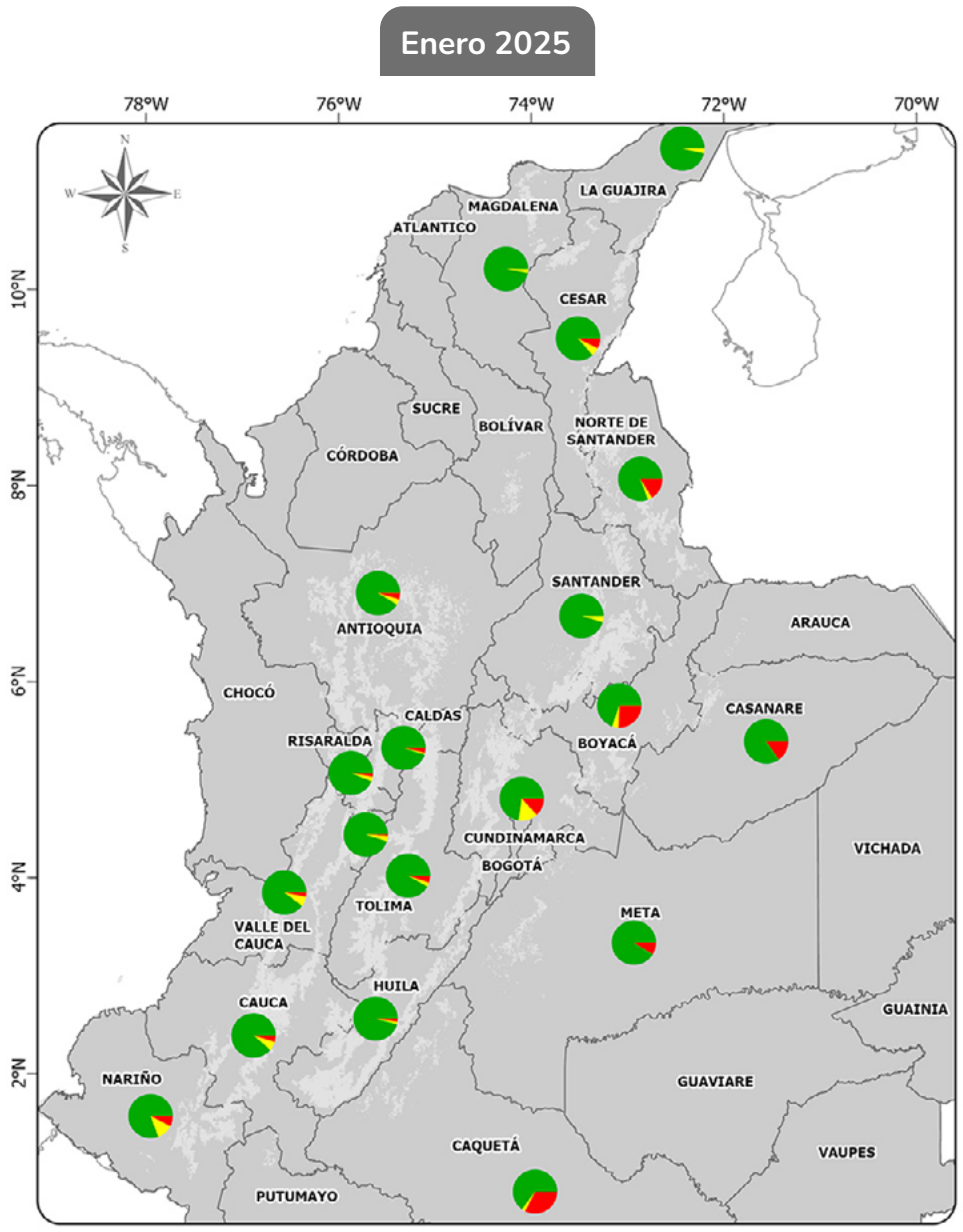 Enero 2025
78°W 76°W 74°W 72°W 70°W
N
W E
S
LA GUAJIRA
MAGDALENA
ATLANTICO
10°N
CESAR
SUCRE
BOLÍVAR
NORTE DE
SANTANDER
CÓRDOBA
8°N
SANTANDER
ANTIOQUIA
ARAUCA
6°N
CHOCÓ
CASANARE
CALDAS
RISARALDA
BOYACÁ
CUNDINAMARCA
VICHADA
BOGOTÁ
4°N
TOLIMA
META
VALLE DEL
CAUCA
HUILA
CAUCA
GUAINIA
2°N
NARIÑO
GUAVIARE
CAQUETÁ
VAUPES
PUTUMAYO